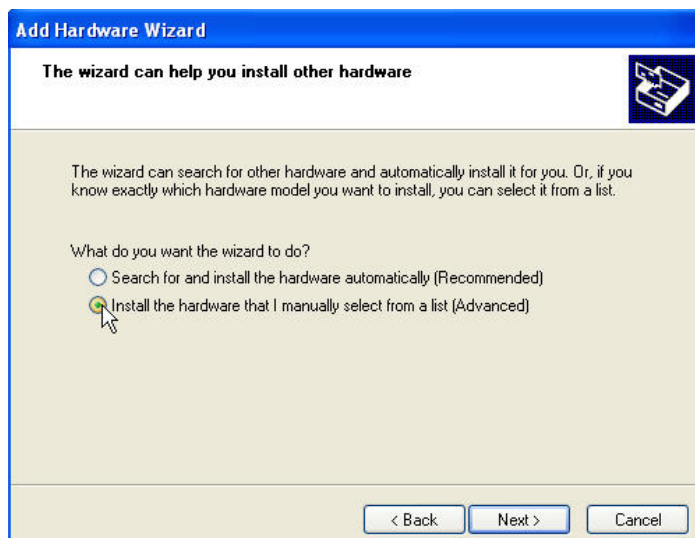 Add Hardware Wizard
The wizard can help you install other hardware
The wizard can search for other hardware and automatically install it for you. Or, if you
know exactly which hardware model you want to install, you can select it from a list.
What do you want the wizard to do?
Search for and install the hardware automatically (Recommended)
Install the hardware that I manually select from a list (Advanced)
< Back Next > Cancel